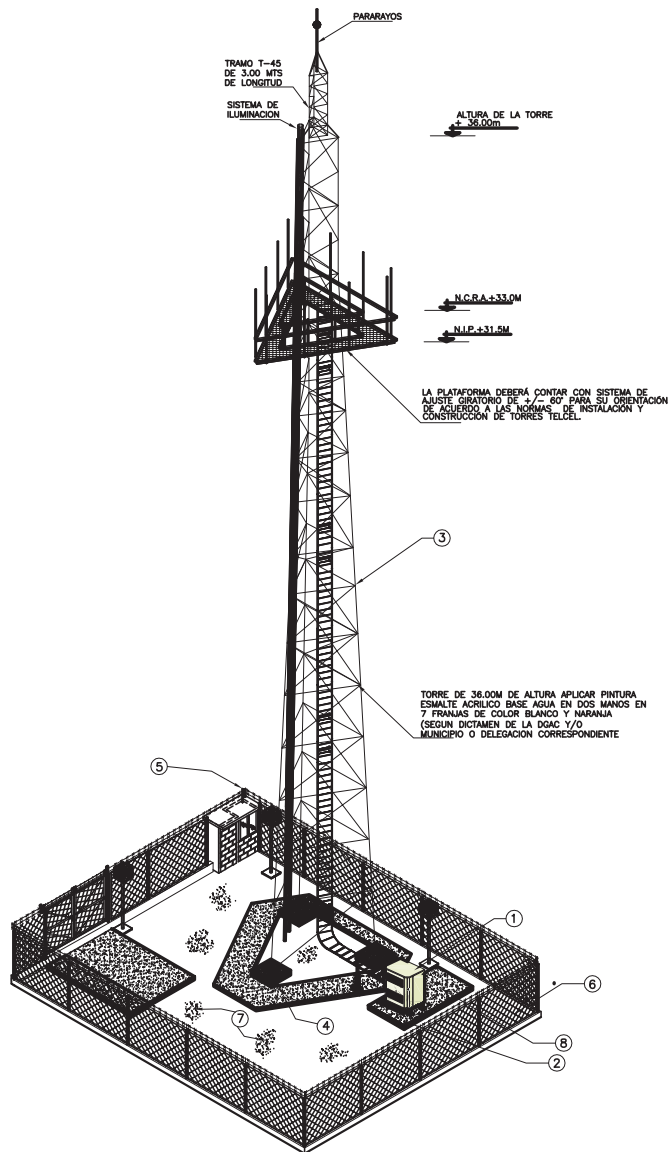 PARARAYOS
TRAMO T-45
DE 3.00 MTS
DE LONGITUD
SISTEMA DE
ILUMINACION
ALTURA DE LA TORRE
+ 36.00m
N.C.R.A.+33.0M
N.I.P.+31.5M
LA PLATAFORMA DEBERÁ CONTAR CON SISTEMA DE
AJUSTE GIRATORIO DE +/- 60° PARA SU ORIENTACIÓN
DE ACUERDO A LAS NORMAS DE INSTALACIÓN Y
CONSTRUCCIÓN DE TORRES TELCEL.
3
TORRE DE 36.00M DE ALTURA APLICAR PINTURA
ESMALTE ACRILICO BASE AGUA EN DOS MANOS EN
7 FRANJAS DE COLOR BLANCO Y NARANJA
(SEGUN DICTAMEN DE LA DGAC Y/O
MUNICIPIO O DELEGACION CORRESPONDIENTE
5
1
6
7
4
8
2